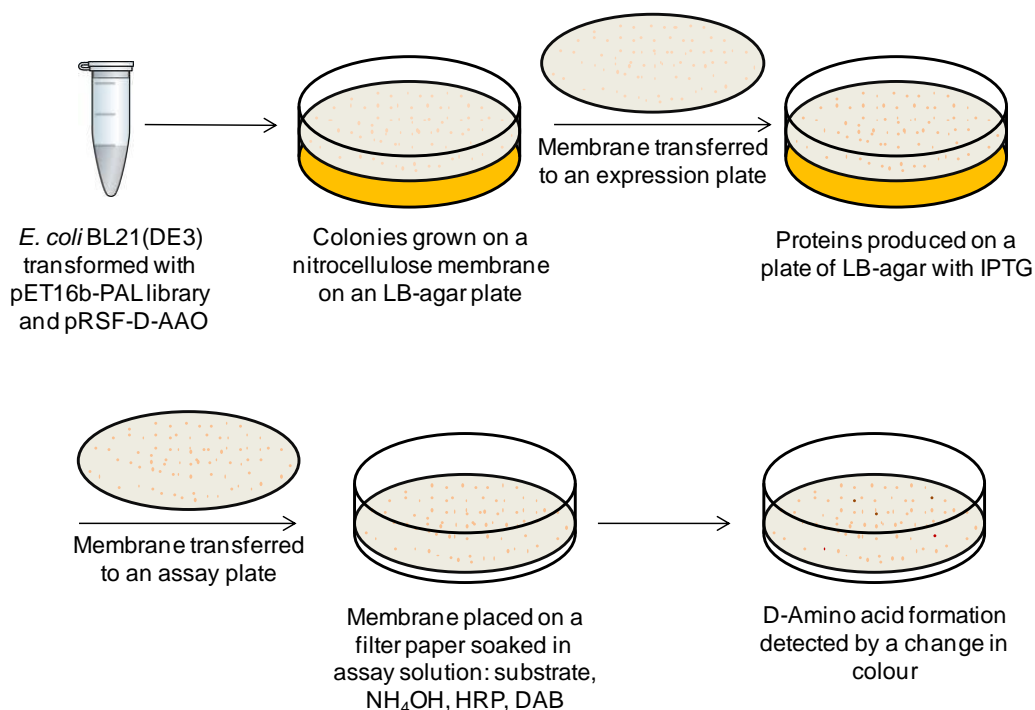 E. coli BL21(DE3)
transformed with
pET16b-PAL library
and pRSF-D-AAO
Colonies grown on a
nitrocellulose membrane
on an LB-agar plate
Membrane transferred
to an expression plate
Proteins produced on a
plate of LB-agar with IPTG
Membrane transferred
to an assay plate
Membrane placed on a
filter paper soaked in
assay solution: substrate,
NH₄OH, HRP, DAB
D-Amino acid formation
detected by a change in
colour